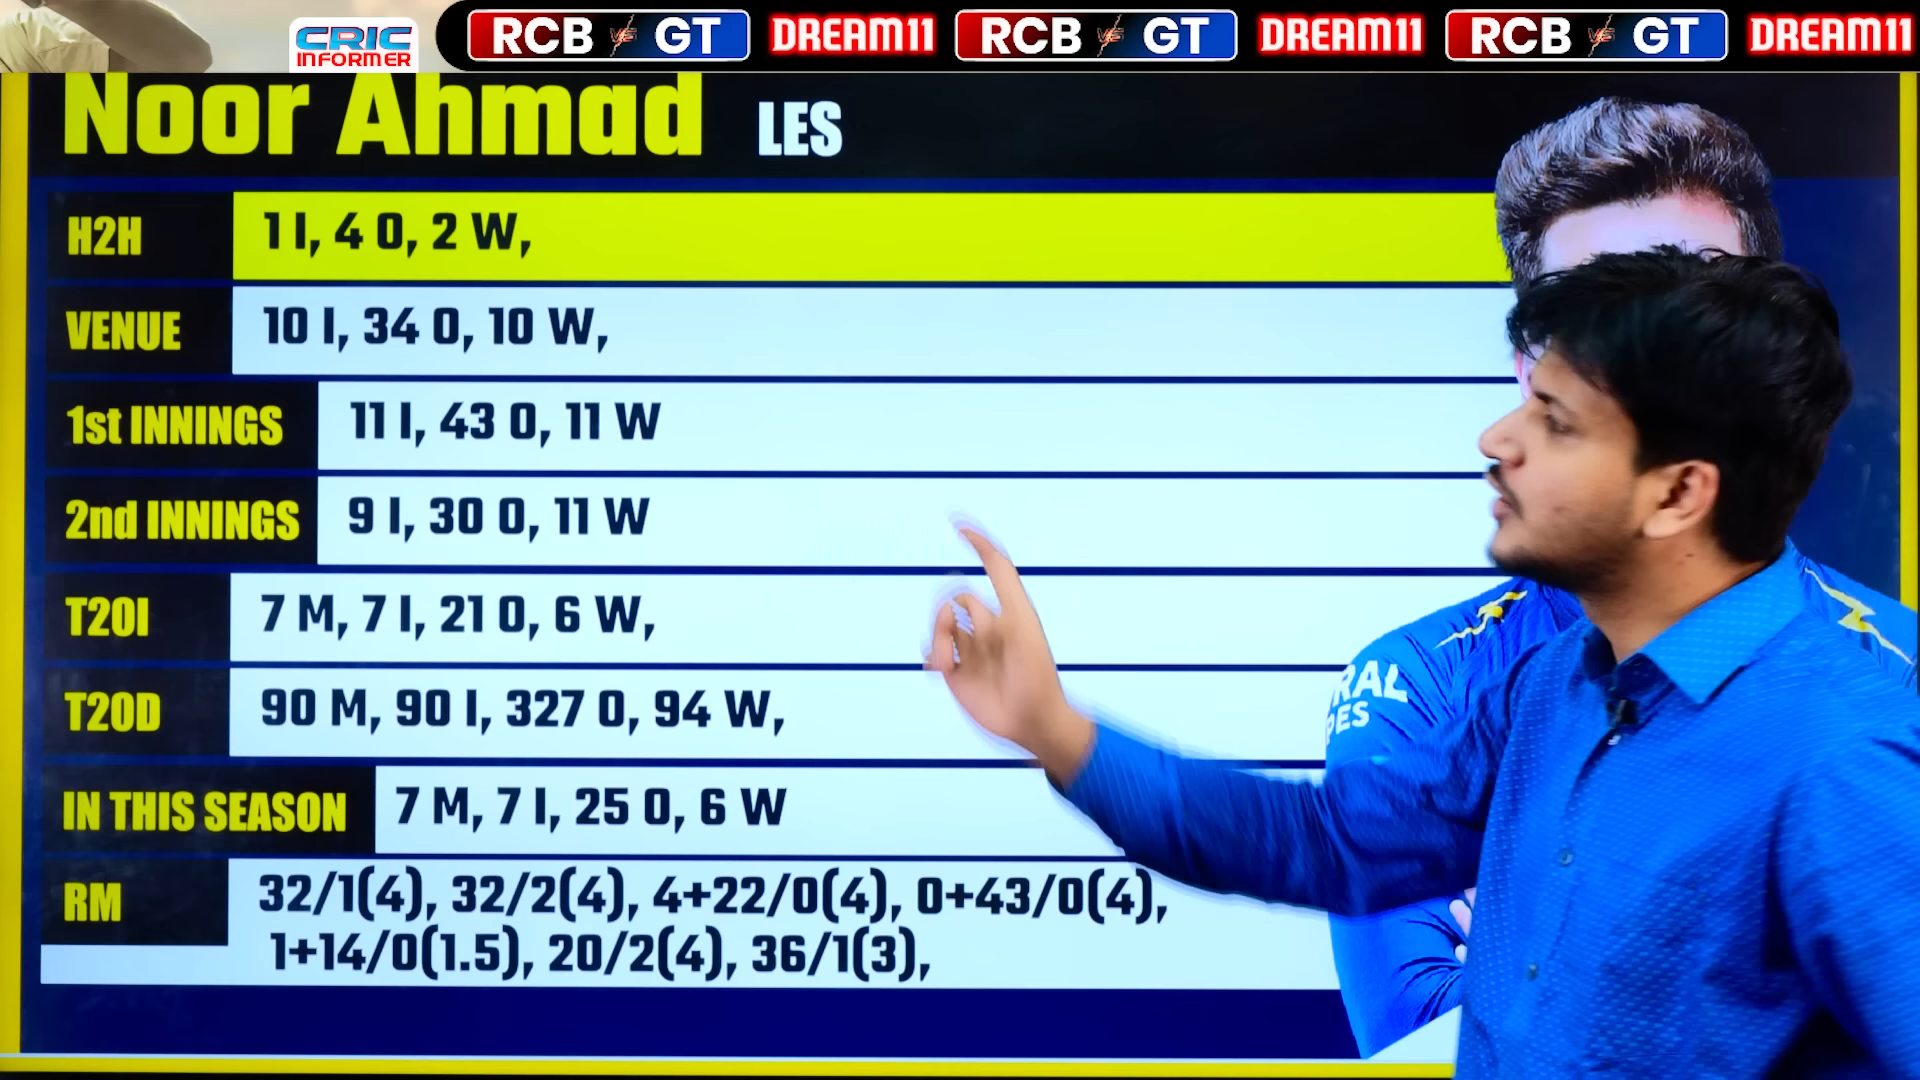 CRIC
INFORMER
RCB VS GT DREAM11 RCB VS GT DREAM11 RCB VS GT DREAM11
Noor Ahmad LES
H2H 1 I, 4 O, 2 W,
VENUE 10 I, 34 O, 10 W,
1st INNINGS 11 I, 43 O, 11 W
2nd INNINGS 9 I, 30 O, 11 W
T20I 7 M, 7 I, 21 O, 6 W,
T20D 90 M, 90 I, 327 O, 94 W,
IN THIS SEASON 7 M, 7 I, 25 O, 6 W
RM 32/1(4), 32/2(4), 4+22/0(4), 0+43/0(4),
1+14/0(1.5), 20/2(4), 36/1(3),